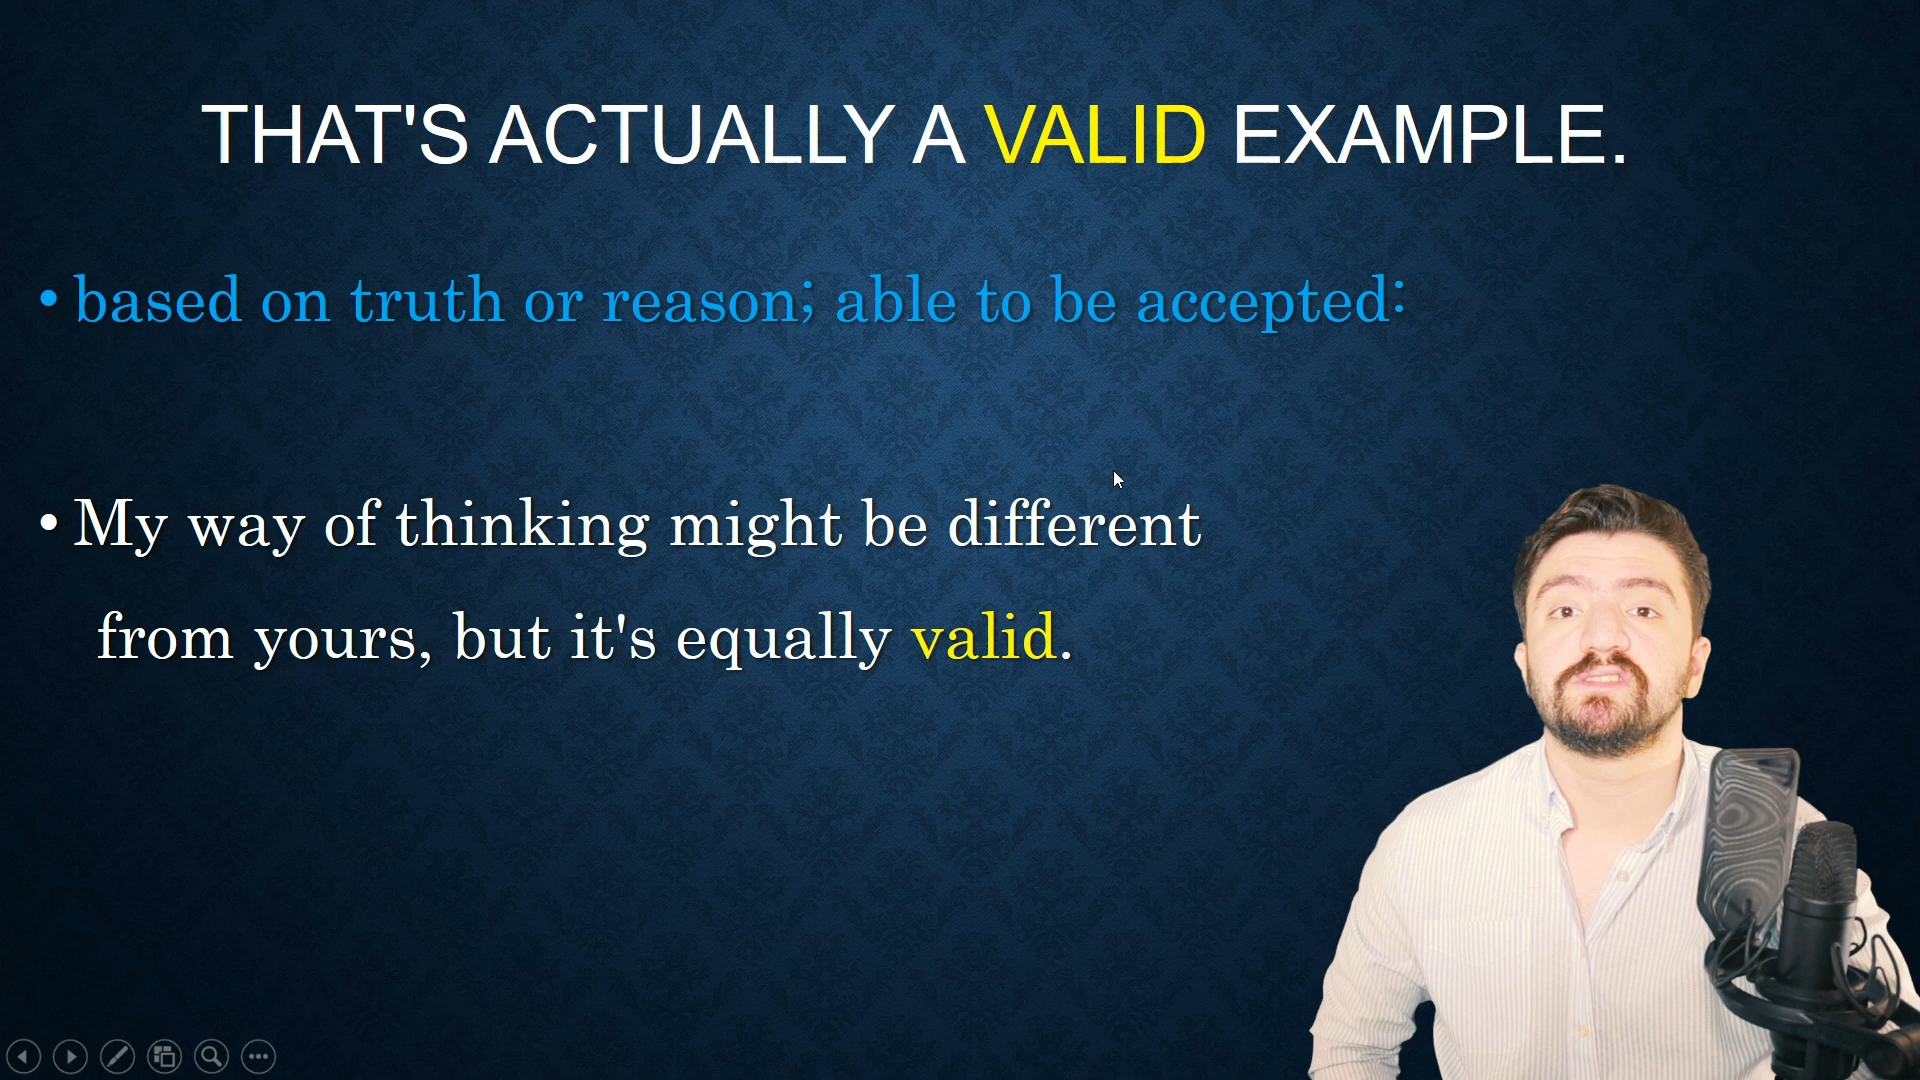 THAT'S ACTUALLY A VALID EXAMPLE.
• based on truth or reason; able to be accepted:
• My way of thinking might be different
from yours, but it's equally valid.